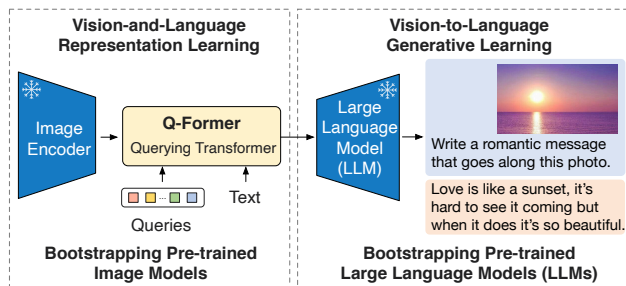 Vision-and-Language
Representation Learning
Vision-to-Language
Generative Learning
Image
Encoder
Q-Former
Querying Transformer
...
Queries
Text
Large
Language
Model
(LLM)
Write a romantic message
that goes along this photo.
Love is like a sunset, it's
hard to see it coming but
when it does it's so beautiful.
Bootstrapping Pre-trained
Image Models
Bootstrapping Pre-trained
Large Language Models (LLMs)